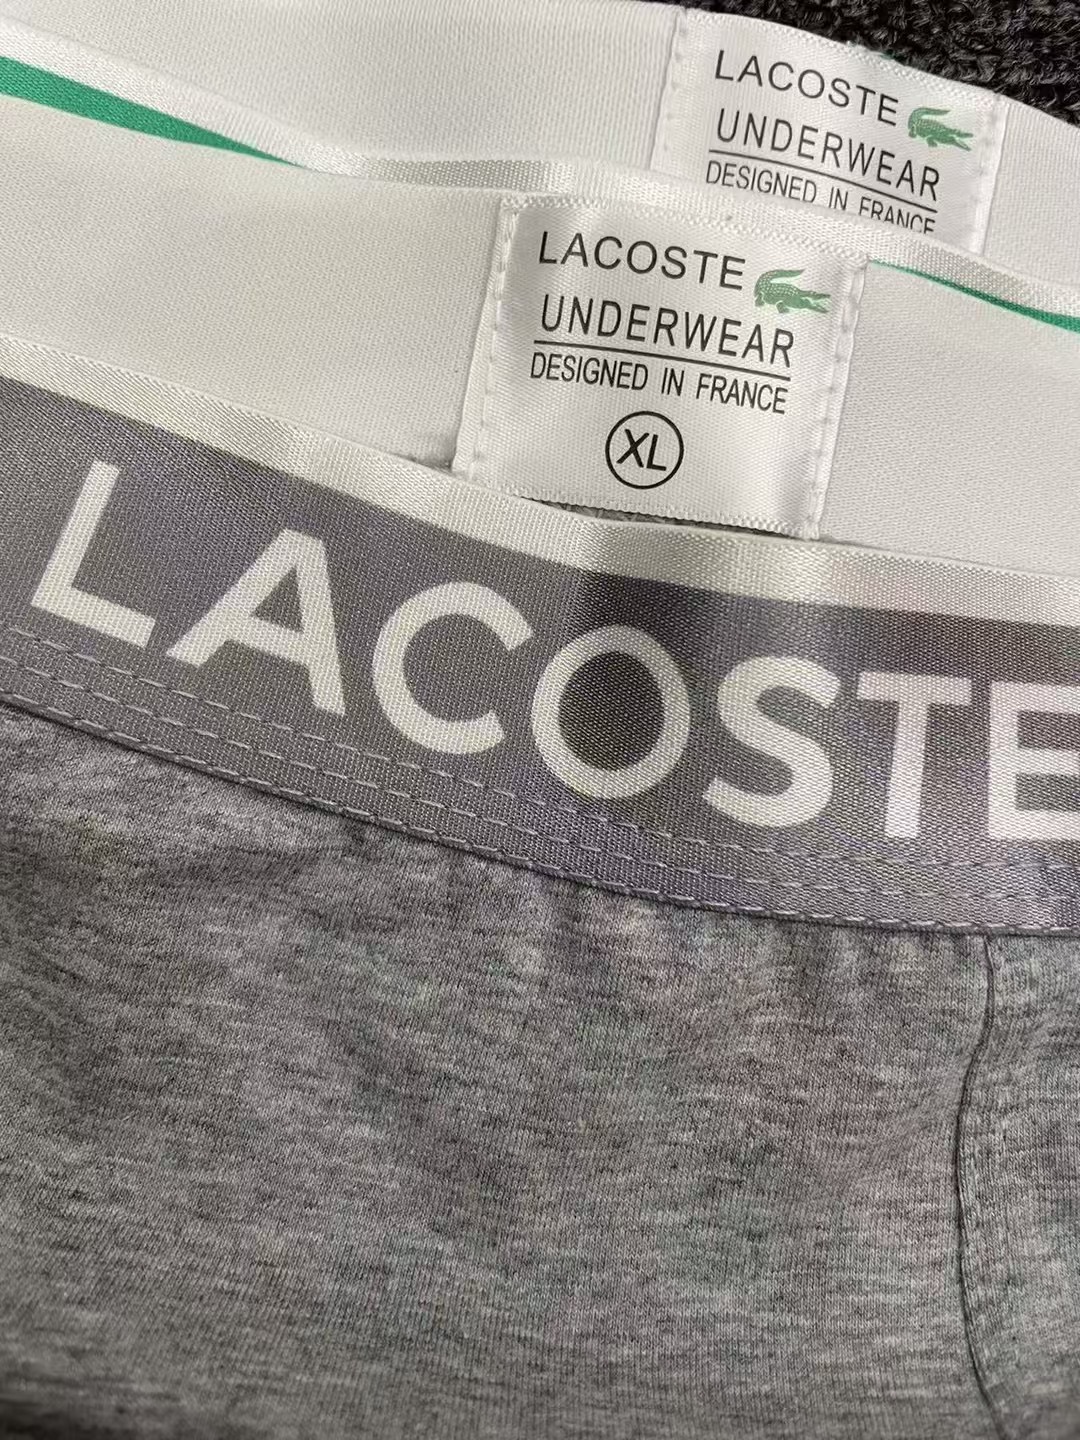 LACOSTE
UNDERWEAR
DESIGNED IN FRANCE
LACOSTE
UNDERWEAR
DESIGNED IN FRANCE
XL
LACOSTE